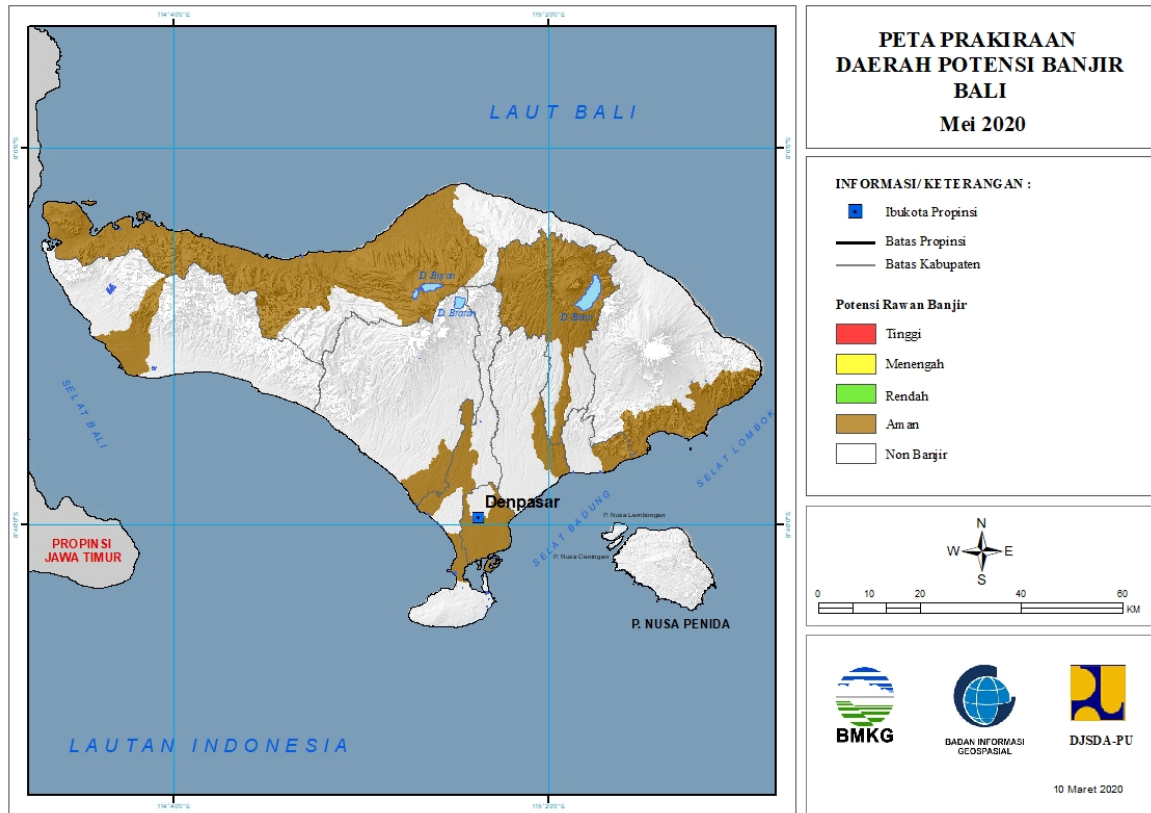 PETA PRAKIRAAN
DAERAH POTENSI BANJIR
BALI
Mei 2020
INFORMASI/ KETERANGAN :
Ibukota Propinsi
Batas Propinsi
Batas Kabupaten
Potensi Rawan Banjir
Tinggi
Menengah
Rendah
Aman
Non Banjir
N
W E
S
0 10 20 40 60
KM
BMKG
BADAN INFORMASI
GEOSPASIAL
DJSDA-PU
10 Maret 2020
LAUT BALI
D. Buyan
D. Bratan
D. Batur
SELAT BALI
SELAT LOMBOK
SELAT BADUNG
Denpasar
P. Nusa Lembongan
P. Nusa Ceningan
P. NUSA PENIDA
PROPINSI
JAWA TIMUR
LAUTAN INDONESIA